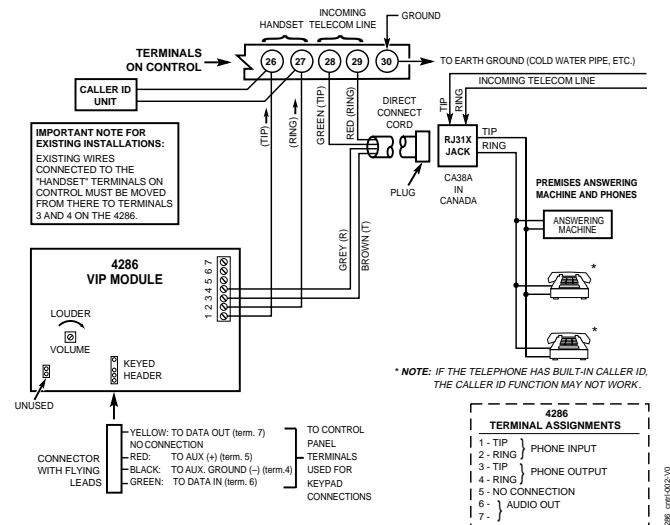 INCOMING
HANDSET TELECOM LINE
GROUND
TERMINALS
ON CONTROL
26 27 28 29 30
TO EARTH GROUND (COLD WATER PIPE, ETC.)
INCOMING TELECOM LINE
CALLER ID
UNIT
(TIP)
(RING)
GREEN (TIP)
RED (RING)
DIRECT
CONNECT
CORD
TIP
RING
RJ31X
JACK
TIP
RING
PLUG
CA38A
IN
CANADA
IMPORTANT NOTE FOR
EXISTING INSTALLATIONS:
EXISTING WIRES
CONNECTED TO THE
"HANDSET" TERMINALS ON
CONTROL MUST BE MOVED
FROM THERE TO TERMINALS
3 AND 4 ON THE 4286.
PREMISES ANSWERING
MACHINE AND PHONES
ANSWERING
MACHINE
*
*
GREY (R)
BROWN (T)
4286
VIP MODULE
1 2 3 4 5 6 7
LOUDER
VOLUME
KEYED
HEADER
UNUSED
* NOTE: IF THE TELEPHONE HAS BUILT-IN CALLER ID,
THE CALLER ID FUNCTION MAY NOT WORK.
CONNECTOR
WITH FLYING
LEADS
YELLOW: TO DATA OUT (term. 7)
NO CONNECTION
RED: TO AUX (+) (term. 5)
BLACK: TO AUX. GROUND (–) (term.4)
GREEN: TO DATA IN (term. 6)
TO CONTROL
PANEL
TERMINALS
USED FOR
KEYPAD
CONNECTIONS
4286
TERMINAL ASSIGNMENTS
1 - TIP
2 - RING
PHONE INPUT
3 - TIP
4 - RING
PHONE OUTPUT
5 - NO CONNECTION
6 -
7 -
AUDIO OUT